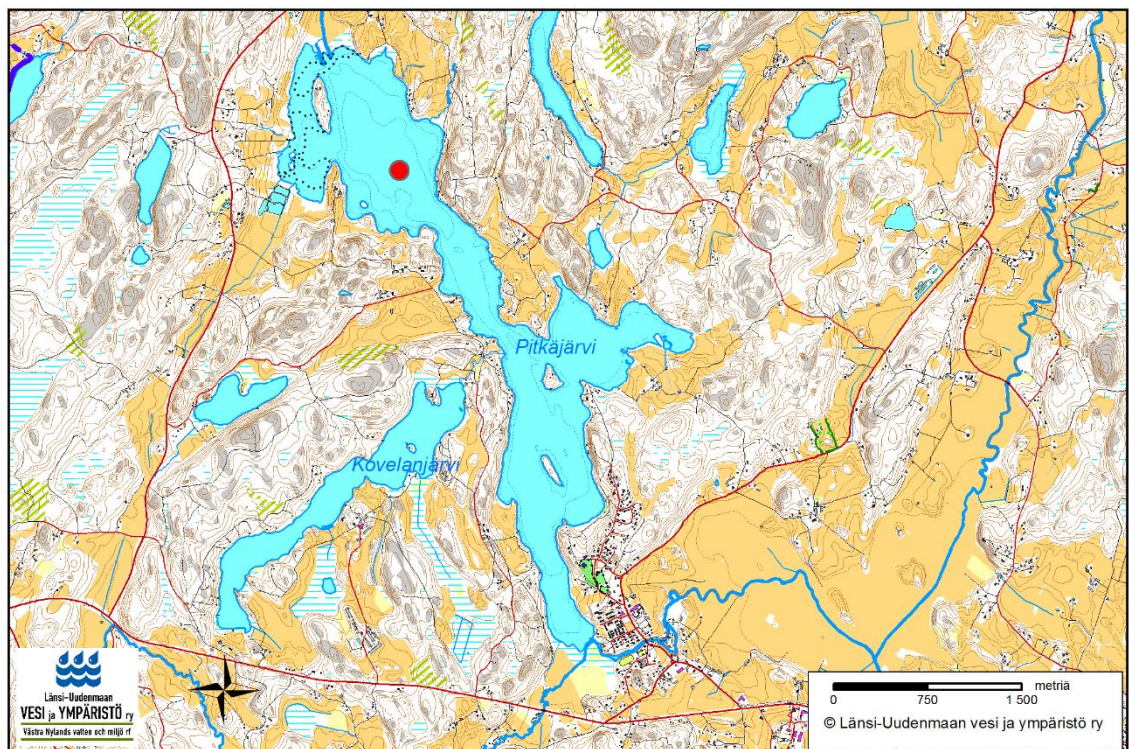 Pitkäjärvi
Kovelanjärvi
Länsi-Uudenmaan
VESI ja YMPÄRISTÖ ry
Västra Nylands vatten och miljö rf
metriä
0 750 1 500
© Länsi-Uudenmaan vesi ja ympäristö ry